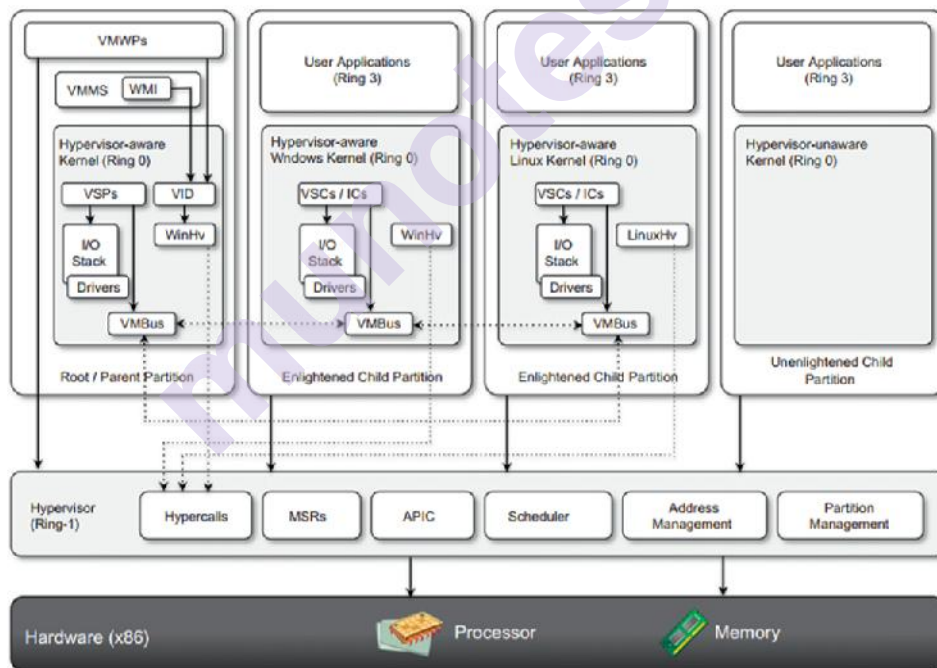 VMWPs
VMMS
WMI
Hypervisor-aware
Kernel (Ring 0)
VSPs
VID
WinHv
I/O
Stack
Drivers
VMBus
Root / Parent Partition
User Applications
(Ring 3)
Hypervisor-aware
Wndows Kernel (Ring 0)
VSCs / ICs
I/O
Stack
Drivers
WinHv
VMBus
Enlightened Child Partition
User Applications
(Ring 3)
Hypervisor-aware
Linux Kernel (Ring 0)
VSCs / ICs
I/O
Stack
Drivers
LinuxHv
VMBus
Enlightened Child Partition
User Applications
(Ring 3)
Hypervisor-unaware
Kernel (Ring 0)
Unenlightened Child
Partition
Hypervisor
(Ring-1)
Hypercalls
MSRs
APIC
Scheduler
Address
Management
Partition
Management
Hardware (x86)
Processor
Memory
munotes